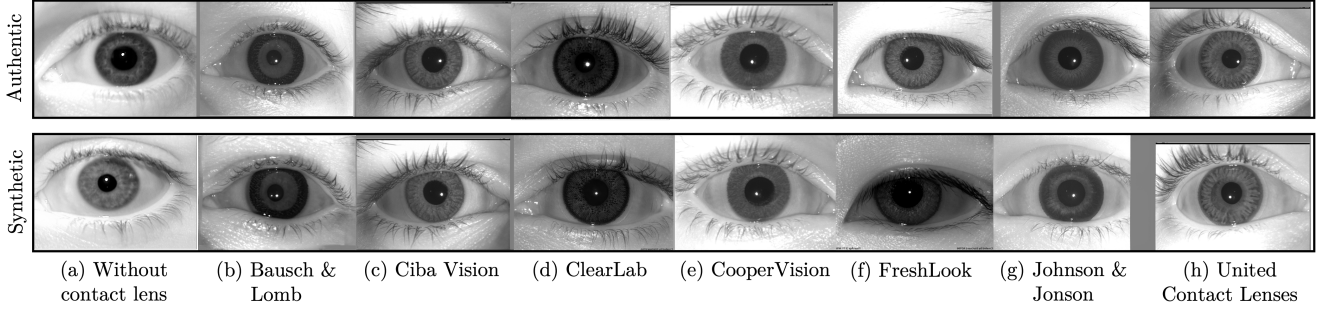 Authentic
Synthetic
(a) Without
contact lens
(b) Bausch &
Lomb
(c) Ciba Vision
(d) ClearLab
(e) CooperVision
(f) FreshLook
(g) Johnson &
Jonson
(h) United
Contact Lenses